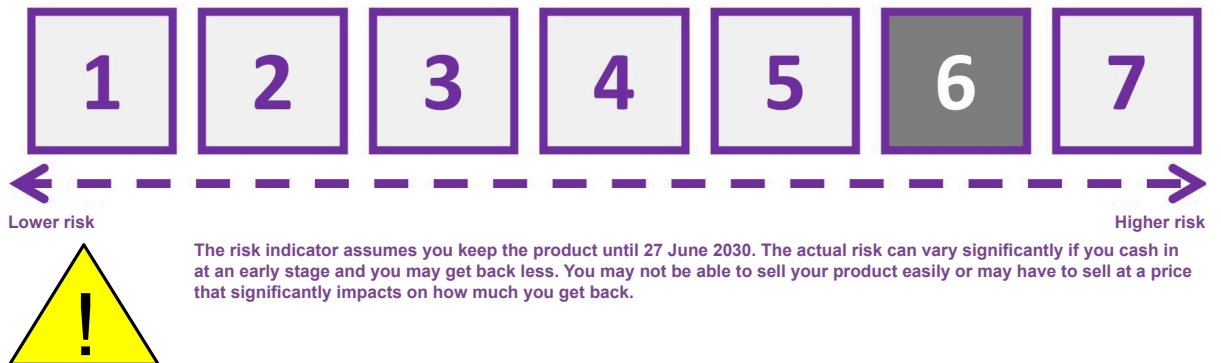 1 2 3 4 5 6 7
Lower risk Higher risk
The risk indicator assumes you keep the product until 27 June 2030. The actual risk can vary significantly if you cash in
at an early stage and you may get back less. You may not be able to sell your product easily or may have to sell at a price
that significantly impacts on how much you get back.
!